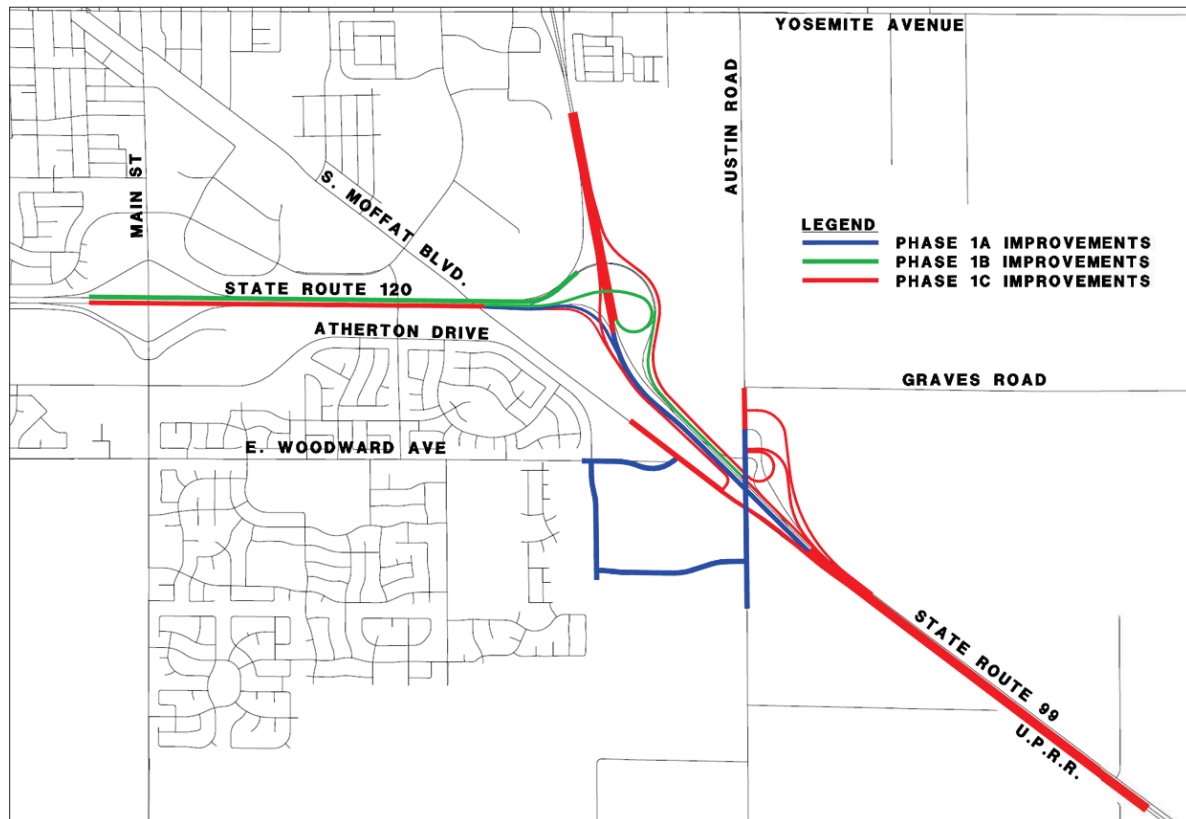 YOSEMITE AVENUE
AUSTIN ROAD
MAIN ST
S. MOFFAT BLVD.
LEGEND
PHASE 1A IMPROVEMENTS
PHASE 1B IMPROVEMENTS
PHASE 1C IMPROVEMENTS
STATE ROUTE 120
ATHERTON DRIVE
GRAVES ROAD
E. WOODWARD AVE
STATE ROUTE 99
U.P.R.R.